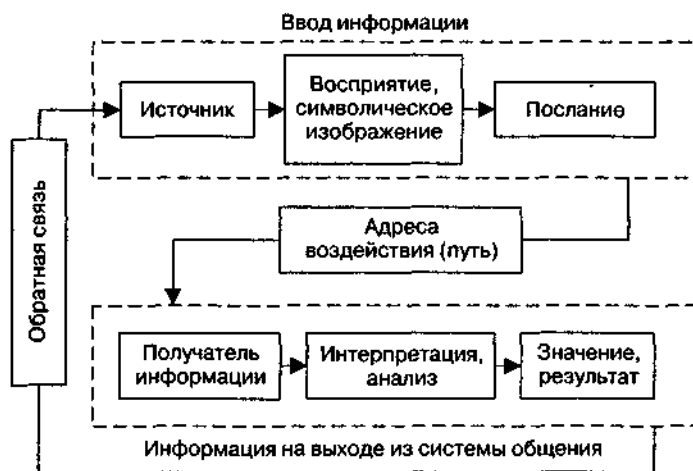 Ввод информации
Источник
Восприятие,
символическое
изображение
Послание
Обратная связь
Адреса
воздействия (путь)
Получатель
информации
Интерпретация,
анализ
Значение,
результат
Информация на выходе из системы общения